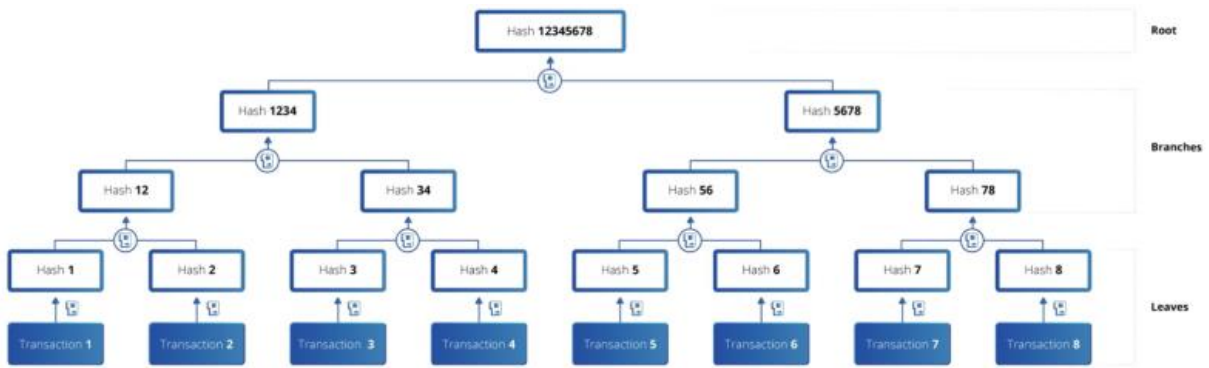 Hash 12345678
Root
Hash 1234
Hash 5678
Branches
Hash 12
Hash 34
Hash 56
Hash 78
Hash 1
Hash 2
Hash 3
Hash 4
Hash 5
Hash 6
Hash 7
Hash 8
Leaves
Transaction 1
Transaction 2
Transaction 3
Transaction 4
Transaction 5
Transaction 6
Transaction 7
Transaction 8